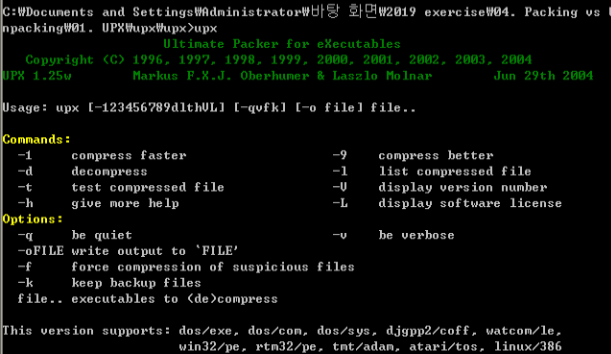 C:₩Documents and Settings₩Administrator₩바탕 화면₩2019 exercise₩04. Packing vs U
npacking₩01. UPX₩upx₩upx>upx
Ultimate Packer for eXecutables
Copyright (C) 1996, 1997, 1998, 1999, 2000, 2001, 2002, 2003, 2004
UPX 1.25w Markus F.X.J. Oberhumer & Laszlo Molnar Jun 29th 2004
Usage: upx [-123456789dlthVL] [-qvfk] [-o file] file..
Commands:
-1 compress faster -9 compress better
-d decompress -l list compressed file
-t test compressed file -V display version number
-h give more help -L display software license
Options:
-q be quiet -v be verbose
-oFILE write output to `FILE'
-f force compression of suspicious files
-k keep backup files
file.. executables to (de)compress
This version supports: dos/exe, dos/com, dos/sys, djgpp2/coff, watcom/le,
win32/pe, rtm32/pe, tmt/adam, atari/tos, linux/386